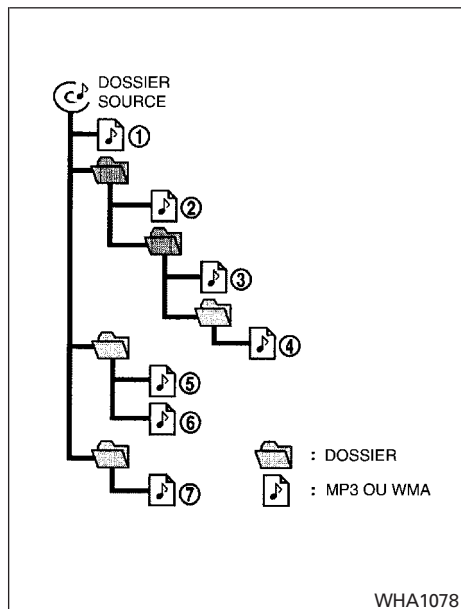 DOSSIER
SOURCE
①
②
③
④
⑤
⑥
⑦
: DOSSIER
: MP3 OU WMA
WHA1078